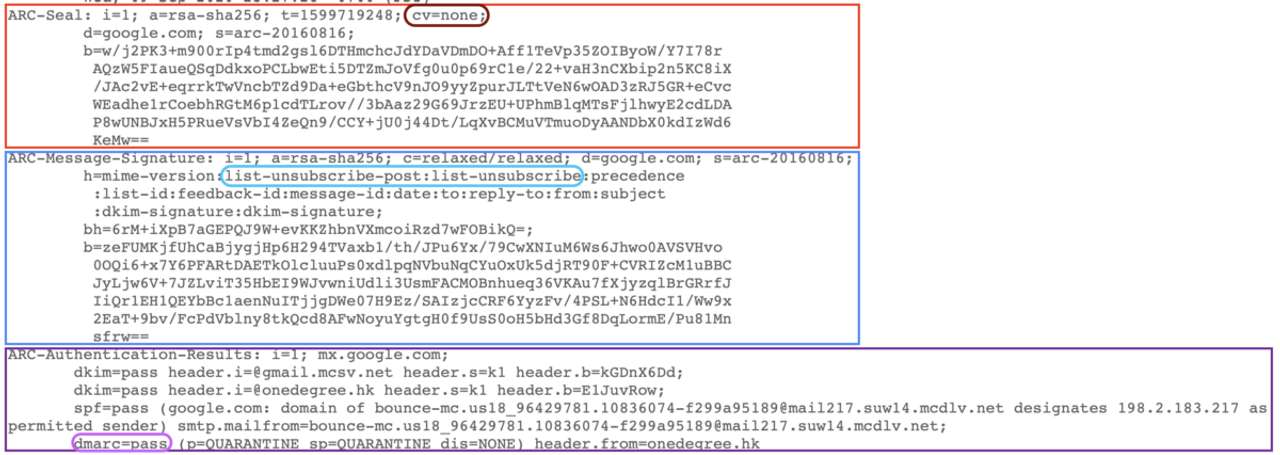 ARC-Seal: i=1; a=rsa-sha256; t=1599719248; cv=none;
d=google.com; s=arc-20160816;
b=w/j2PK3+m900rIp4tmd2gsl6DTHmchcJdYDaVDmDO+Aff1TeVp35ZOIByoW/Y7I78r
AQzW5FIaueQSqDdkxoPCLbwEti5DTZmJoVfg0u0p69rC1e/22+vaH3nCXbip2n5KC8iX
/JAc2vE+eqrrkTwVncbTZd9Da+eGbthcV9nJO9yyZpurJLTtVeN6wOAD3zRJ5GR+eCvc
WEadhe1rCoebhRGtM6p1cdTLrov//3bAaz29G69JrzEU+UPhmBlqMTsFjlhwyE2cdLDA
P8wUNBJxH5PRueVsVbI4ZeQn9/CCY+jU0j44Dt/LqXvBCMuVTmuoDyAANDbX0kdIzWd6
KeMw==
ARC-Message-Signature: i=1; a=rsa-sha256; c=relaxed/relaxed; d=google.com; s=arc-20160816;
h=mime-version:list-unsubscribe-post:list-unsubscribe:precedence
:list-id:feedback-id:message-id:date:to:reply-to:from:subject
:dkim-signature:dkim-signature;
bh=6rM+iXpB7aGEPQJ9W+evKKZhbnVXmcoiRzd7wFOBikQ=;
b=zeFUMKjfUhCaBjygjHp6H294TVaxb1/th/JPu6Yx/79CwXNIuM6Ws6Jhwo0AVSVHvo
0OQi6+x7Y6PFARtDAETkOlcluuPs0xdlpqNVbuNqCYuOxUk5djRT90F+CVRIZcM1uBBC
JyLjw6V+7JZLviT35HbEI9WJvwniUdli3UsmFACMOBnhueq36VKAu7fXjyzqlBrGRrfJ
IiQr1EH1QEYbBc1aenNuITjjgDWe07H9Ez/SAIzjcCRF6YyzFv/4PSL+N6HdcI1/Ww9x
2EaT+9bv/FcPdVblny8tkQcd8AFwNoyuYgtgH0f9UsS0oH5bHd3Gf8DqLormE/Pu81Mn
sfrw==
ARC-Authentication-Results: i=1; mx.google.com;
dkim=pass header.i=@gmail.mcsv.net header.s=k1 header.b=kGDnX6Dd;
dkim=pass header.i=@onedegree.hk header.s=k1 header.b=E1JuvRow;
spf=pass (google.com: domain of bounce-mc.us18_96429781.10836074-f299a95189@mail217.suw14.mcdlv.net designates 198.2.183.217 as
permitted sender) smtp.mailfrom=bounce-mc.us18_96429781.10836074-f299a95189@mail217.suw14.mcdlv.net;
dmarc=pass (p=QUARANTINE sp=QUARANTINE dis=NONE) header.from=onedegree.hk